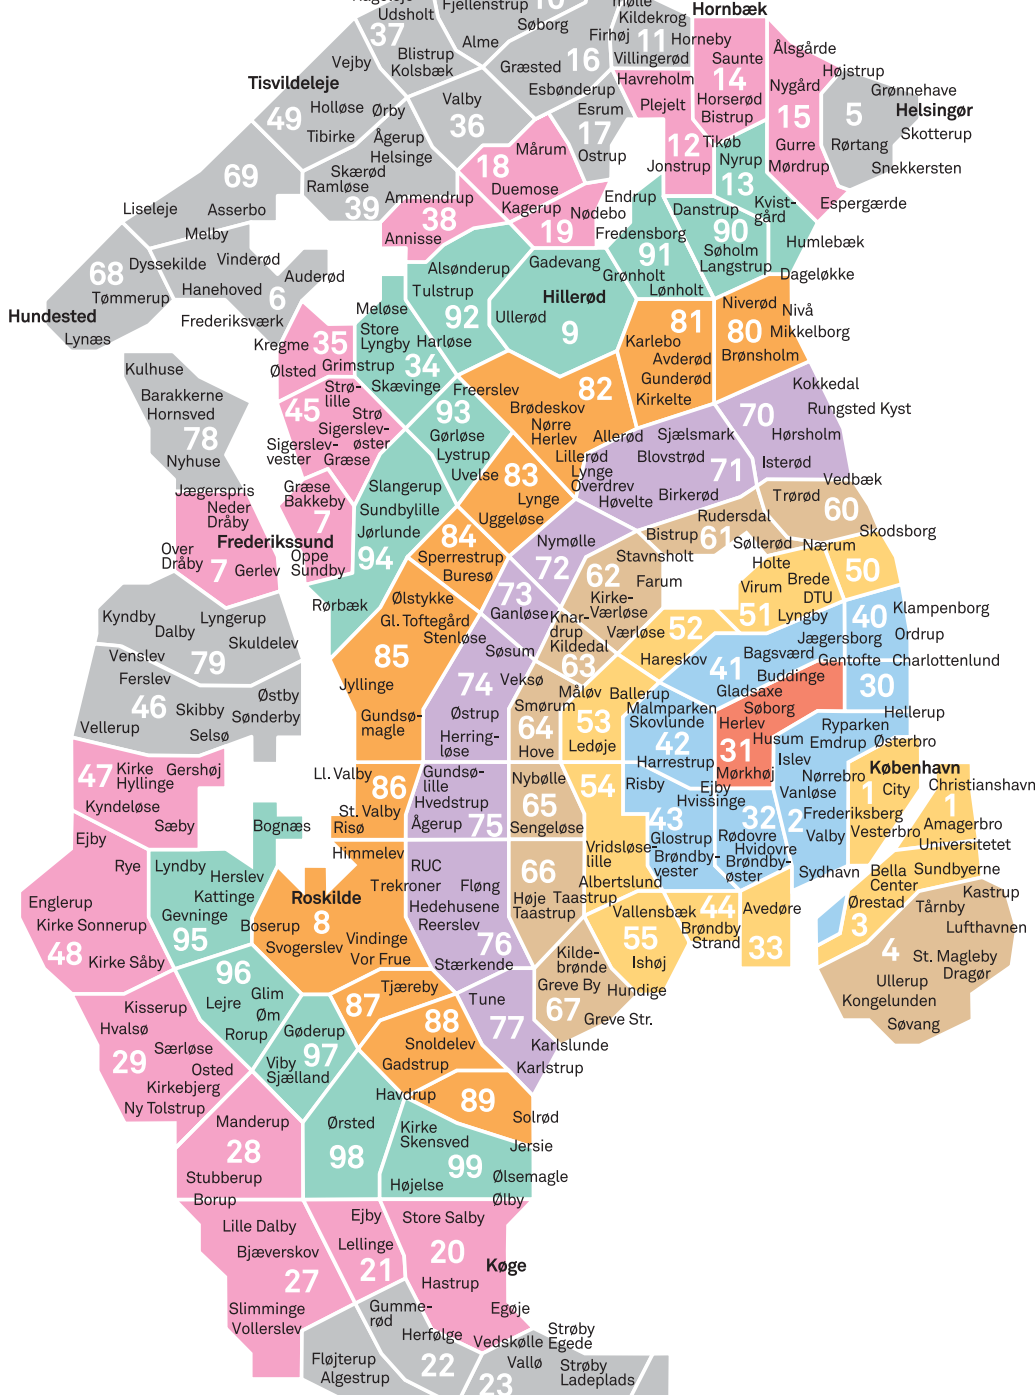 Udsholt
Fjellenstrup
Kildekrog
Hornbæk
37
Søborg
Firhøj
11
Horneby
Alme
Villingerød
Ålsgårde
Blistrup
Kolsbæk
Vejby
Græsted
16
Saunte
14
Højstrup
Havreholm
Nygård
Grønnehave
Tisvildeleje
Esbønderup
Horserød
Bistrup
Plejelt
Helsingør
Holløse
Ørby
Valby
Esrum
15
5
49
36
17
Skotterup
Tibirke
Ågerup
Helsinge
Mårum
12
Tikøb
Gurre
Rørtang
Ostrup
Jonstrup
Nyrup
Mørdrup
Snekkersten
69
Skærød
Ramløse
18
13
Duemose
Ammendrup
Endrup
Kvist-
gård
Espergærde
Liseleje
Asserbo
39
38
Kagerup
Nødebo
Danstrup
Annisse
19
Fredensborg
90
Melby
Humlebæk
68
Dyssekilde
Vinderød
Alsønderup
Gadevang
91
Søholm
Langstrup
Auderød
Grønholt
Dageløkke
Tømmerup
Hanehoved
6
Tulstrup
Hillerød
Lønholt
Hundested
Meløse
92
Ullerød
9
Niverød
Nivå
Frederiksværk
Store
Lyngby
81
80
Mikkelborg
Lynæs
Kregme
35
Harløse
Karlebo
Brønsholm
Ølsted
Grimstrup
34
Avderød
Kulhuse
Skævinge
Freerslev
82
Gunderød
Kokkedal
Barakkerne
Strø-
lille
Kirkelte
Hornsved
45
Strø
93
Brødeskov
70
Rungsted Kyst
78
Sigerslev-
øster
Gørløse
Nørre
Herlev
Allerød
Sjælsmark
Hørsholm
Sigerslev-
vester
Græse
Lystrup
Lillerød
Blovstrød
71
Isterød
Nyhuse
Uvelse
83
Lynge
Overdrev
Vedbæk
Jægerspris
Græse
Bakkeby
Slangerup
Lynge
Høvelte
Birkerød
Trørød
60
Neder
Dråby
7
Sundbylille
Uggeløse
Rudersdal
Skodsborg
Frederikssund
Jørlunde
84
Nymølle
Bistrup
61
Søllerød
Nærum
Over
Dråby
7
Gerlev
Oppe
Sundby
94
Sperrestrup
72
Stavnsholt
Holte
50
Buresø
62
Farum
Virum
Brede
DTU
Rørbæk
Ølstykke
73
Kirke-
Værløse
51
Klampenborg
Kyndby
Lyngerup
Ganløse
Knar-
drup
Kildedal
Lyngby
40
Dalby
Gl. Toftegård
Værløse
52
Jægersborg
Ordrup
Skuldelev
Stenløse
Bagsværd
Venslev
79
85
Søsum
63
Hareskov
41
Gentofte
Charlottenlund
Ferslev
Jyllinge
74
Veksø
Måløv
Ballerup
Buddinge
30
46
Østby
Smørum
Malmparken
Gladsaxe
Skibby
Sønderby
Østrup
53
Skovlunde
Søborg
Hellerup
Vellerup
Selsø
Gundsø-
magle
64
Herlev
Ryparken
Herring-
løse
Hove
Ledøje
42
31
Husum
Emdrup
Østerbro
Harrestrup
Islev
47
Kirke
Hyllinge
Gershøj
Ll. Valby
Gundsø-
lille
Nybølle
54
Risby
Mørkhøj
Nørrebro
København
86
Ejby
Vanløse
1
City
Christianshavn
Kyndeløse
St. Valby
Hvedstrup
65
Hvissinge
1
Sæby
Bognæs
Risø
Ågerup
75
Sengeløse
43
32
2
Frederiksberg
Amagerbro
Ejby
Glostrup
Rødovre
Valby
Vesterbro
Universitetet
Himmelev
Vridsløse-
lille
Hvidovre
Rye
Lyndby
Herslev
RUC
66
Brøndby-
vester
Brøndby-
øster
Sydhavn
Bella
Center
Sundbyerne
Kattinge
Roskilde
Trekroner
Fløng
Albertslund
Kastrup
Englerup
8
Hedehusene
Høje
Taastrup
Taastrup
44
Ørestad
Tårnby
Gevninge
Boserup
Reerslev
Vallensbæk
Avedøre
3
Lufthavnen
Kirke Sonnerup
95
Vindinge
76
55
Brøndby
Strand
33
4
48
Svogerslev
Vor Frue
Kilde-
brønde
St. Magleby
Kirke Såby
Stærkende
Ishøj
Dragør
96
Tjæreby
Greve By
Hundige
Ullerup
Kisserup
Glim
Tune
67
Kongelunden
Lejre
87
Greve Str.
Hvalsø
Øm
88
77
Søvang
Rorup
Gøderup
Snoldelev
Karlslunde
29
Særløse
97
Osted
Viby
Sjælland
Gadstrup
Karlstrup
Kirkebjerg
Havdrup
89
Ny Tolstrup
Solrød
Manderup
Ørsted
Kirke
Skensved
28
98
Jersie
99
Stubberup
Højelse
Ølsemagle
Borup
Ølby
Lille Dalby
Ejby
Store Salby
Bjæverskov
Lellinge
20
27
21
Køge
Hastrup
Slimminge
Gumme-
rød
Egøje
Vollerslev
Herfølge
Vedskølle
Strøby
Egede
Fløjterup
22
Vallø
Strøby
Ladeplads
Algestrup
23